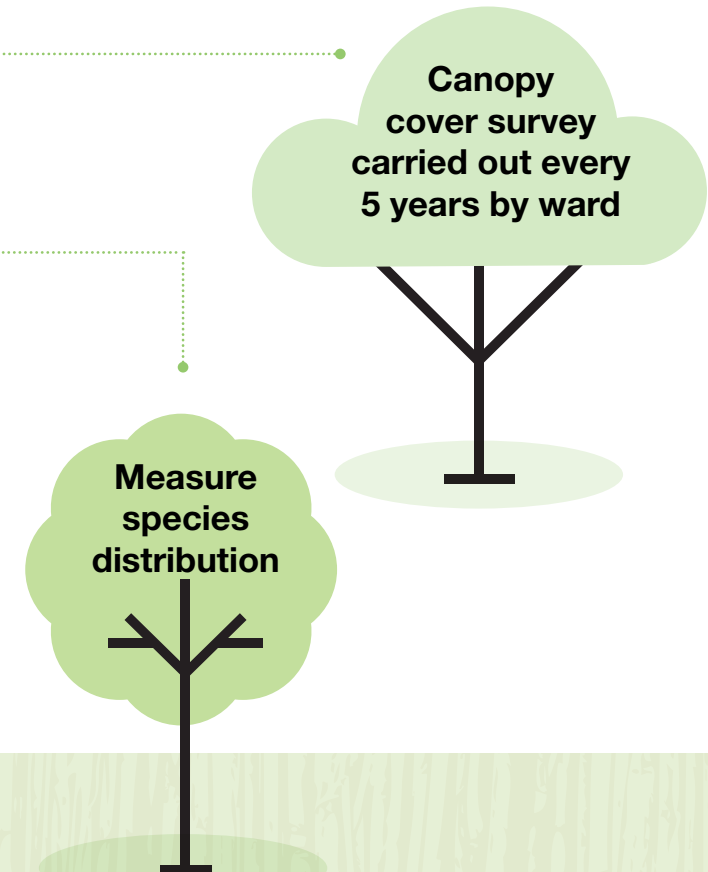 Canopy
cover survey
carried out every
5 years by ward
Measure
species
distribution